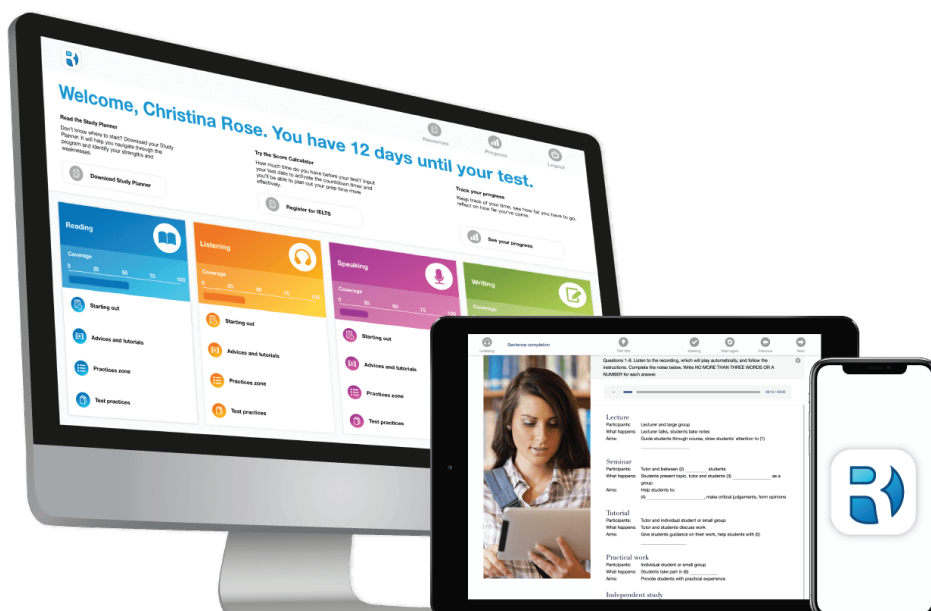 Welcome, Christina Rose. You have 12 days until your test.
Resources
Progress
Logout
Read the Study Planner
Don't know where to start? Download your Study
Planner. It will help you navigate through the
program and identify your strengths and
weaknesses.
Download Study Planner
Try the Score Calculator
How much time do you have before your test? Input
your test date to activate the countdown timer and
you'll be able to plan out your prep time more
effectively.
Register for IELTS
Track your progress
Keep track of your time, see how far you have to go,
reflect on how far you've come.
See your progress
Reading
Coverage
0 25 50 75 100
Starting out
Advices and tutorials
Practices zone
Test practices
Listening
Coverage
0 25 50 75 100
Starting out
Advices and tutorials
Practices zone
Test practices
Speaking
Coverage
0 25 50 75 100
Starting out
Advices and tutorials
Practices zone
Test practices
Writing
Coverage
Listening
Sentence completion
Test tips
Marking
Start again
Previous
Next
Questions 1-8. Listen to the recording, which will play automatically, and follow the
instructions. Complete the notes below. Write NO MORE THAN THREE WORDS OR A
NUMBER for each answer.
Lecture
Participants: Lecturer and large group
What happens: Lecturer talks, students take notes
Aims: Guide students through course, draw students' attention to (1)
Seminar
Participants: Tutor and between (2) ________ students
What happens: Students present topic, tutor and students (3) ________ as a
group
Aims: Help students to:
(4) ________, make critical judgements, form opinions
Tutorial
Participants: Tutor and individual student or small group
What happens: Tutor and students discuss work
Aims: Give students guidance on their work, help students with (5)
________
Practical work
Participants: Individual student or small group
What happens: Students take part in (6) ________
Aims: Provide students with practical experience
Independent study
R